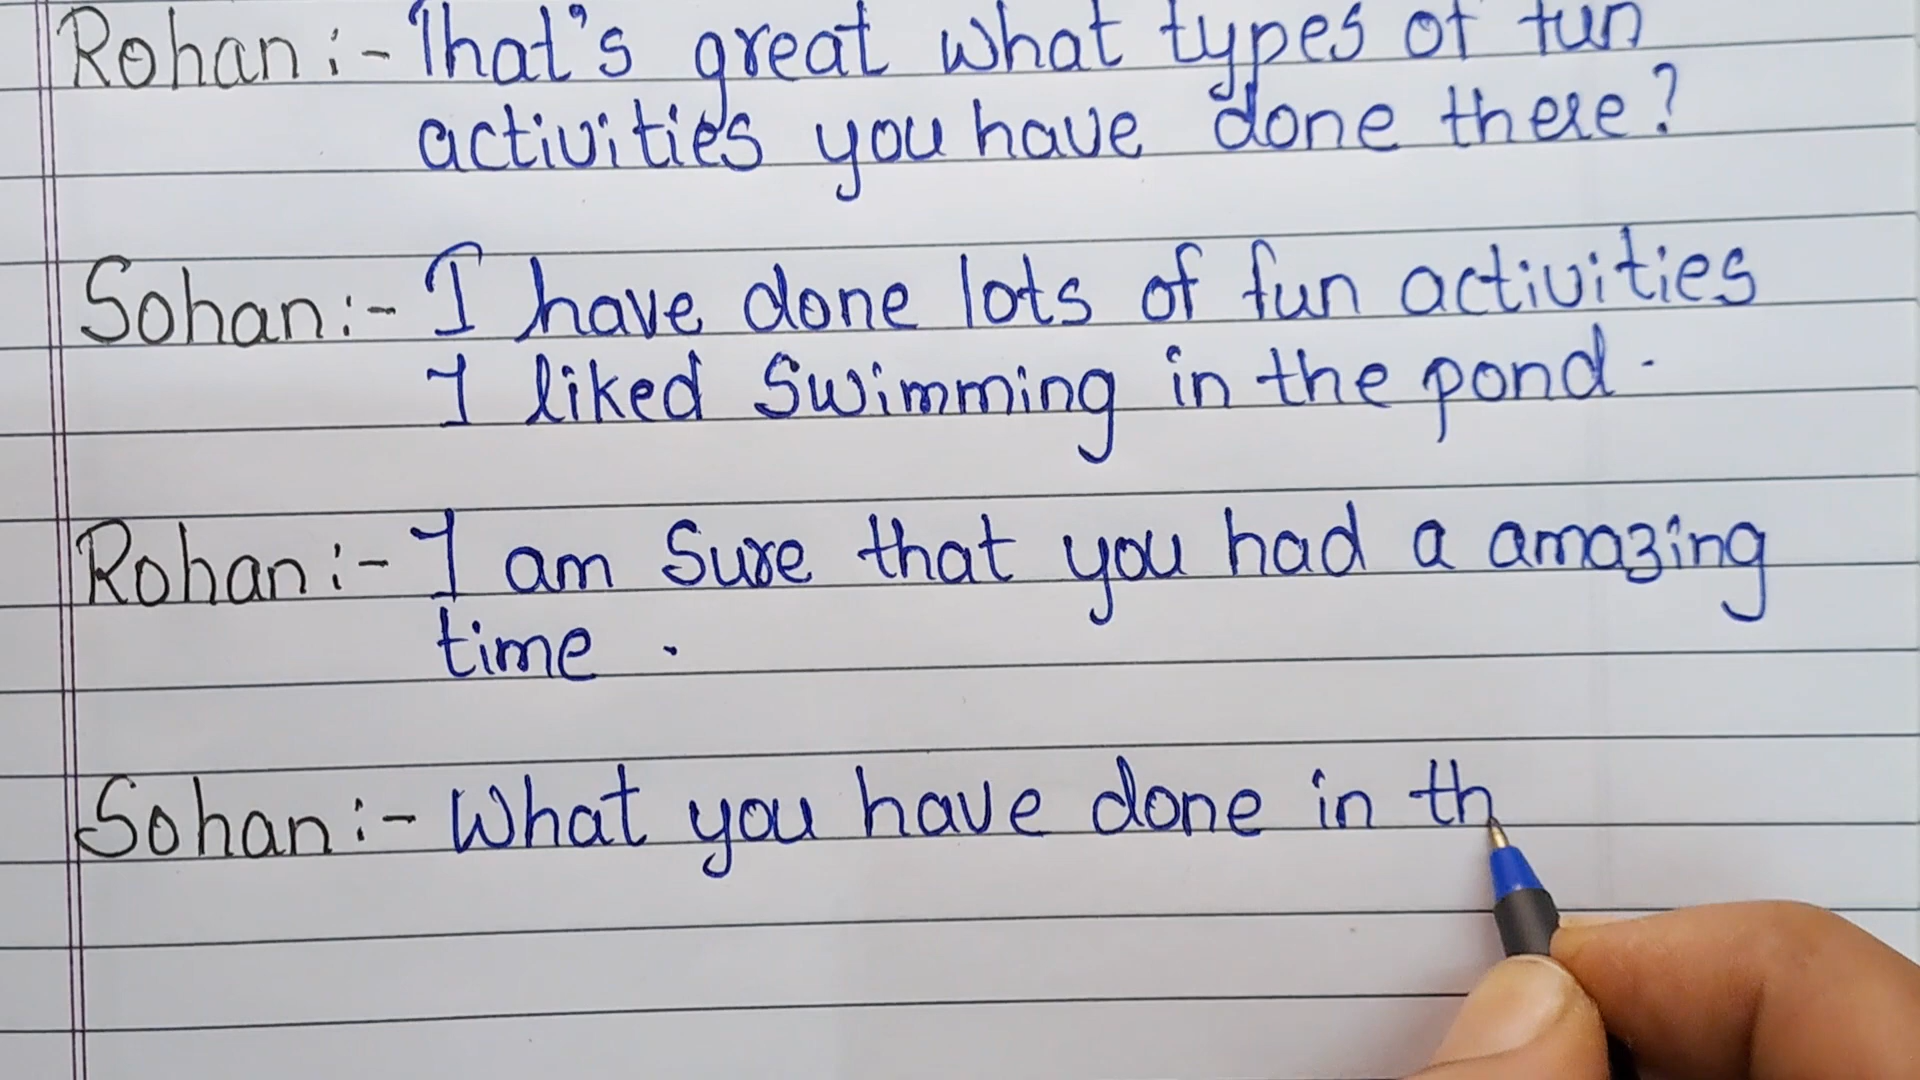 Rohan :- That's great what types of fun
activities you have done there?
Sohan :- I have done lots of fun activities
I liked Swimming in the pond.
Rohan :- I am Sure that you had a amazing
time.
Sohan :- What you have done in th